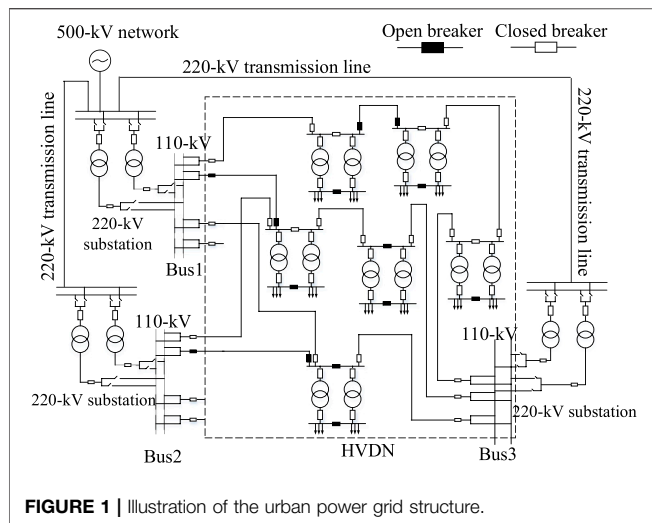 500-kV network
Open breaker
Closed breaker
220-kV transmission line
220-kV transmission line
220-kV transmission line
110-kV
220-kV
substation
Bus1
110-kV
220-kV substation
Bus2
HVDN
110-kV
220-kV substation
Bus3
FIGURE 1 | Illustration of the urban power grid structure.